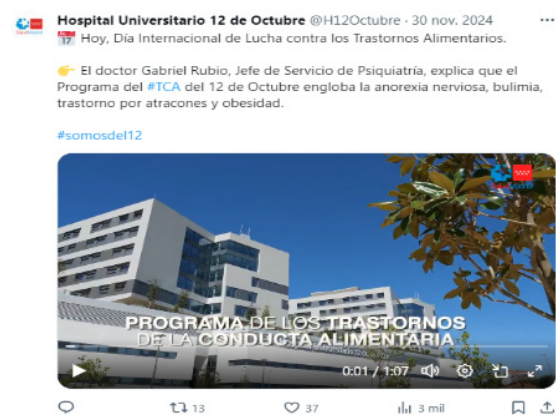 Hospital Universitario 12 de Octubre @H12Octubre · 30 nov. 2024
17 Hoy, Día Internacional de Lucha contra los Trastornos Alimentarios.
👉 El doctor Gabriel Rubio, Jefe de Servicio de Psiquiatría, explica que el
Programa del #TCA del 12 de Octubre engloba la anorexia nerviosa, bulimia,
trastorno por atracones y obesidad.
#somosdel12
PROGRAMA DE LOS TRASTORNOS
DE LA CONDUCTA ALIMENTARIA
0:01 / 1:07
13 37 3 mil